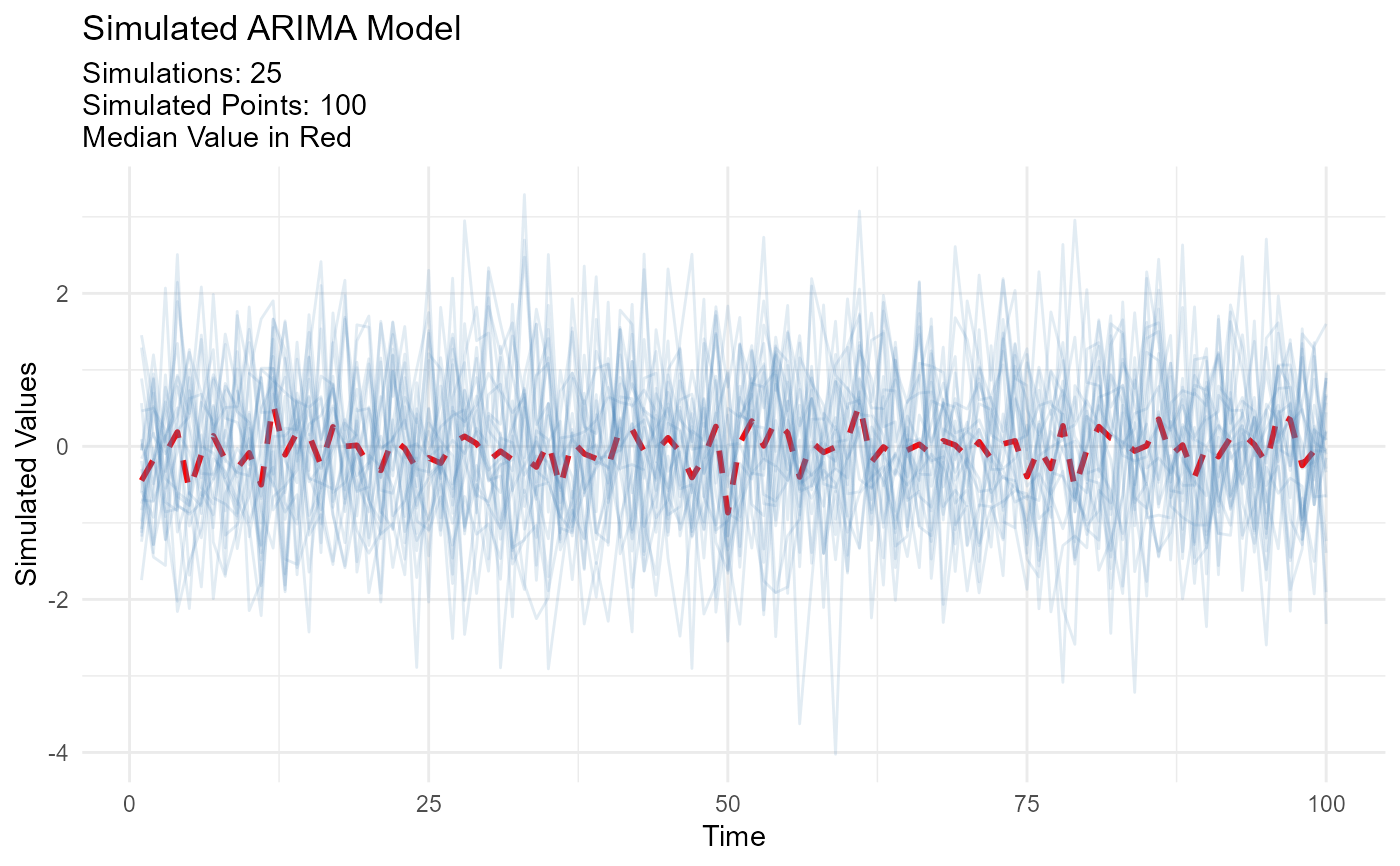 Simulated ARIMA Model
Simulations: 25
Simulated Points: 100
Median Value in Red
Simulated Values
2
0
-2
-4
0
25
50
75
100
Time